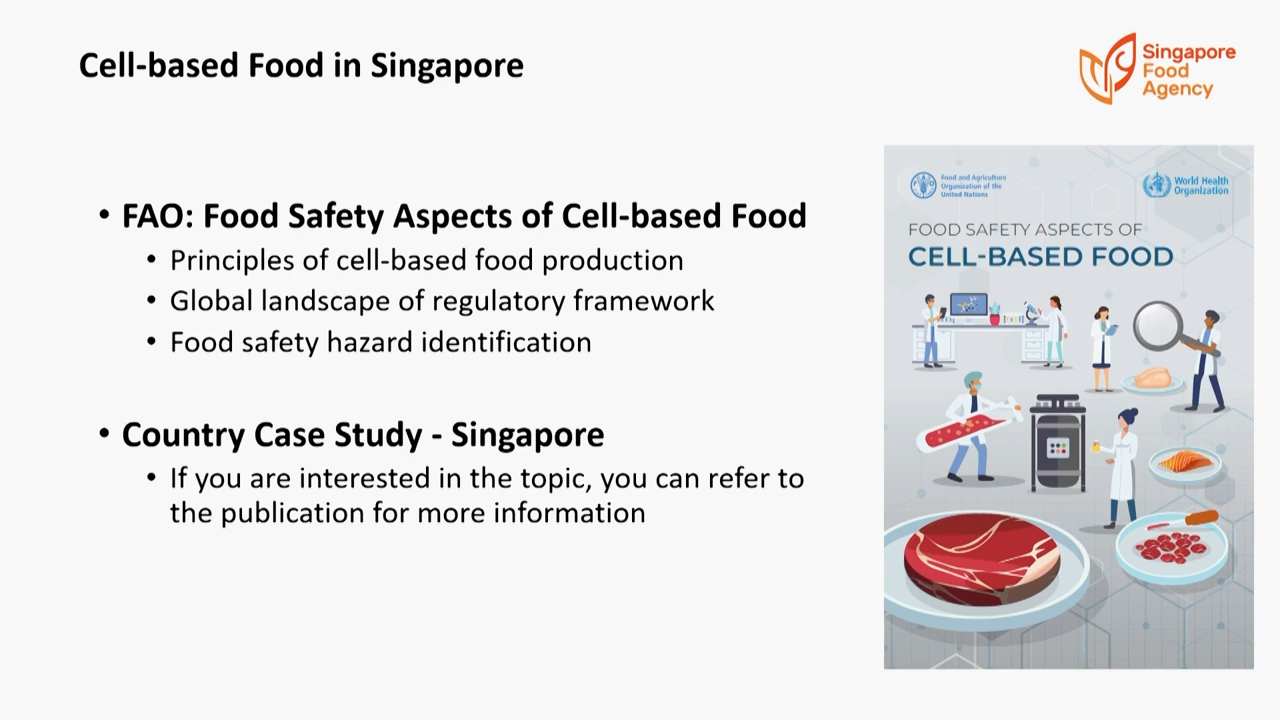 Cell-based Food in Singapore
Singapore
Food
Agency
• FAO: Food Safety Aspects of Cell-based Food
• Principles of cell-based food production
• Global landscape of regulatory framework
• Food safety hazard identification
• Country Case Study - Singapore
• If you are interested in the topic, you can refer to
the publication for more information
Food and Agriculture
Organization of the
United Nations
World Health
Organization
FOOD SAFETY ASPECTS OF
CELL-BASED FOOD